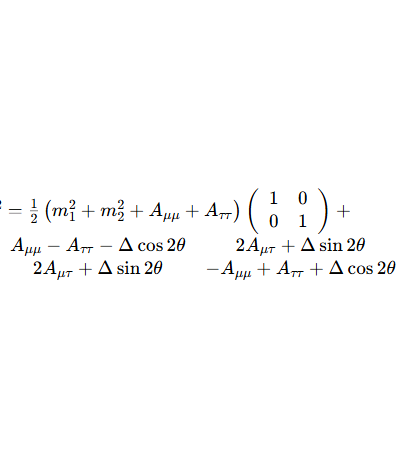 ² = ½ (m₁² + m₂² + A_μμ + A_ττ) ( 1 0
0 1 ) +
A_μμ − A_ττ − Δ cos 2θ 2A_μτ + Δ sin 2θ
2A_μτ + Δ sin 2θ −A_μμ + A_ττ + Δ cos 2θ